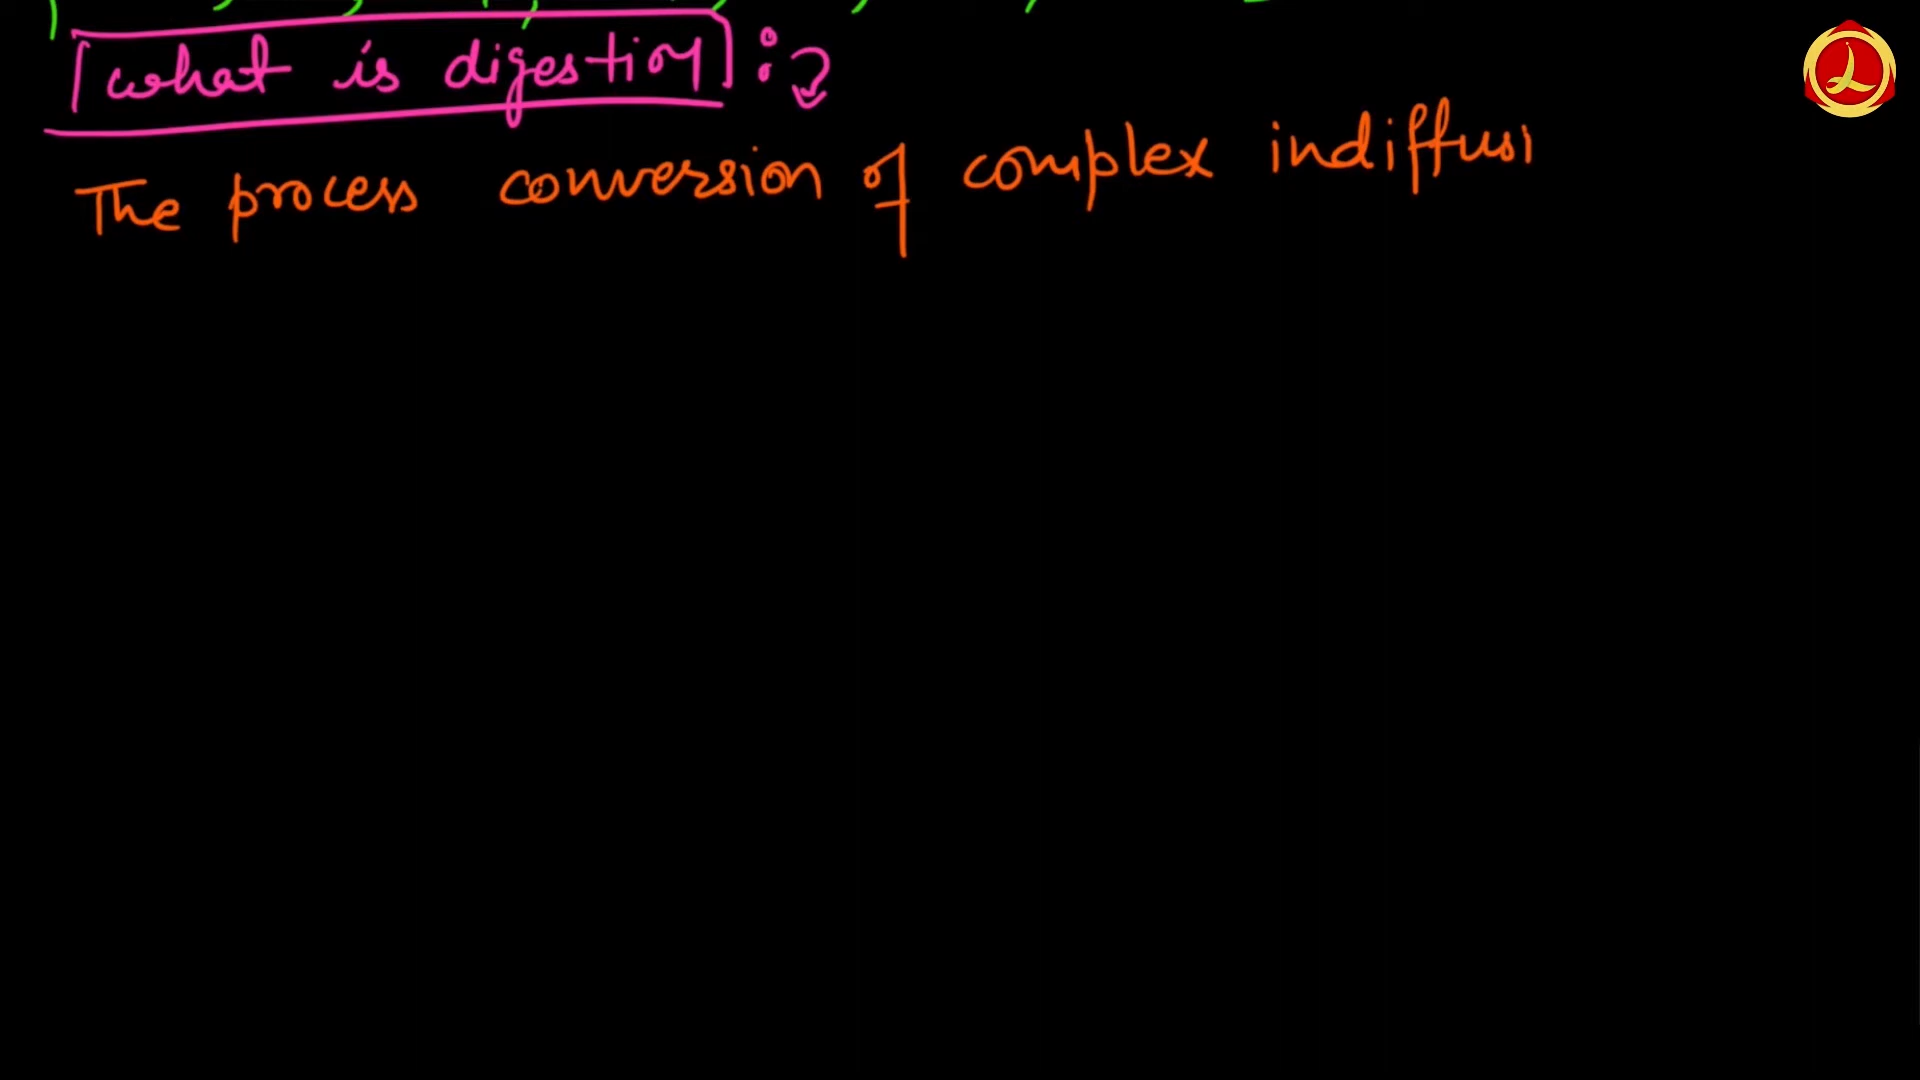 what is digestion :?
The process conversion of complex indiffusi